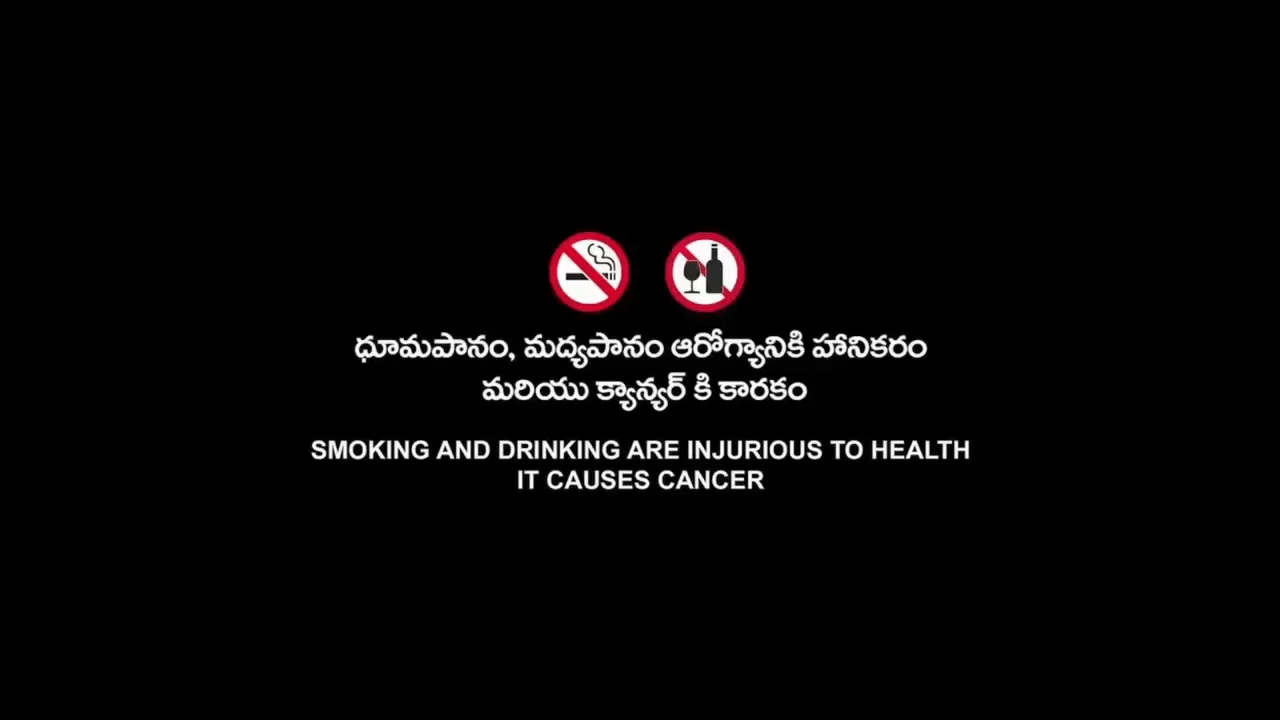 ధూమపానం, మద్యపానం ఆరోగ్యానికి హానికరం
మరియు క్యాన్సర్ కి కారకం
SMOKING AND DRINKING ARE INJURIOUS TO HEALTH
IT CAUSES CANCER